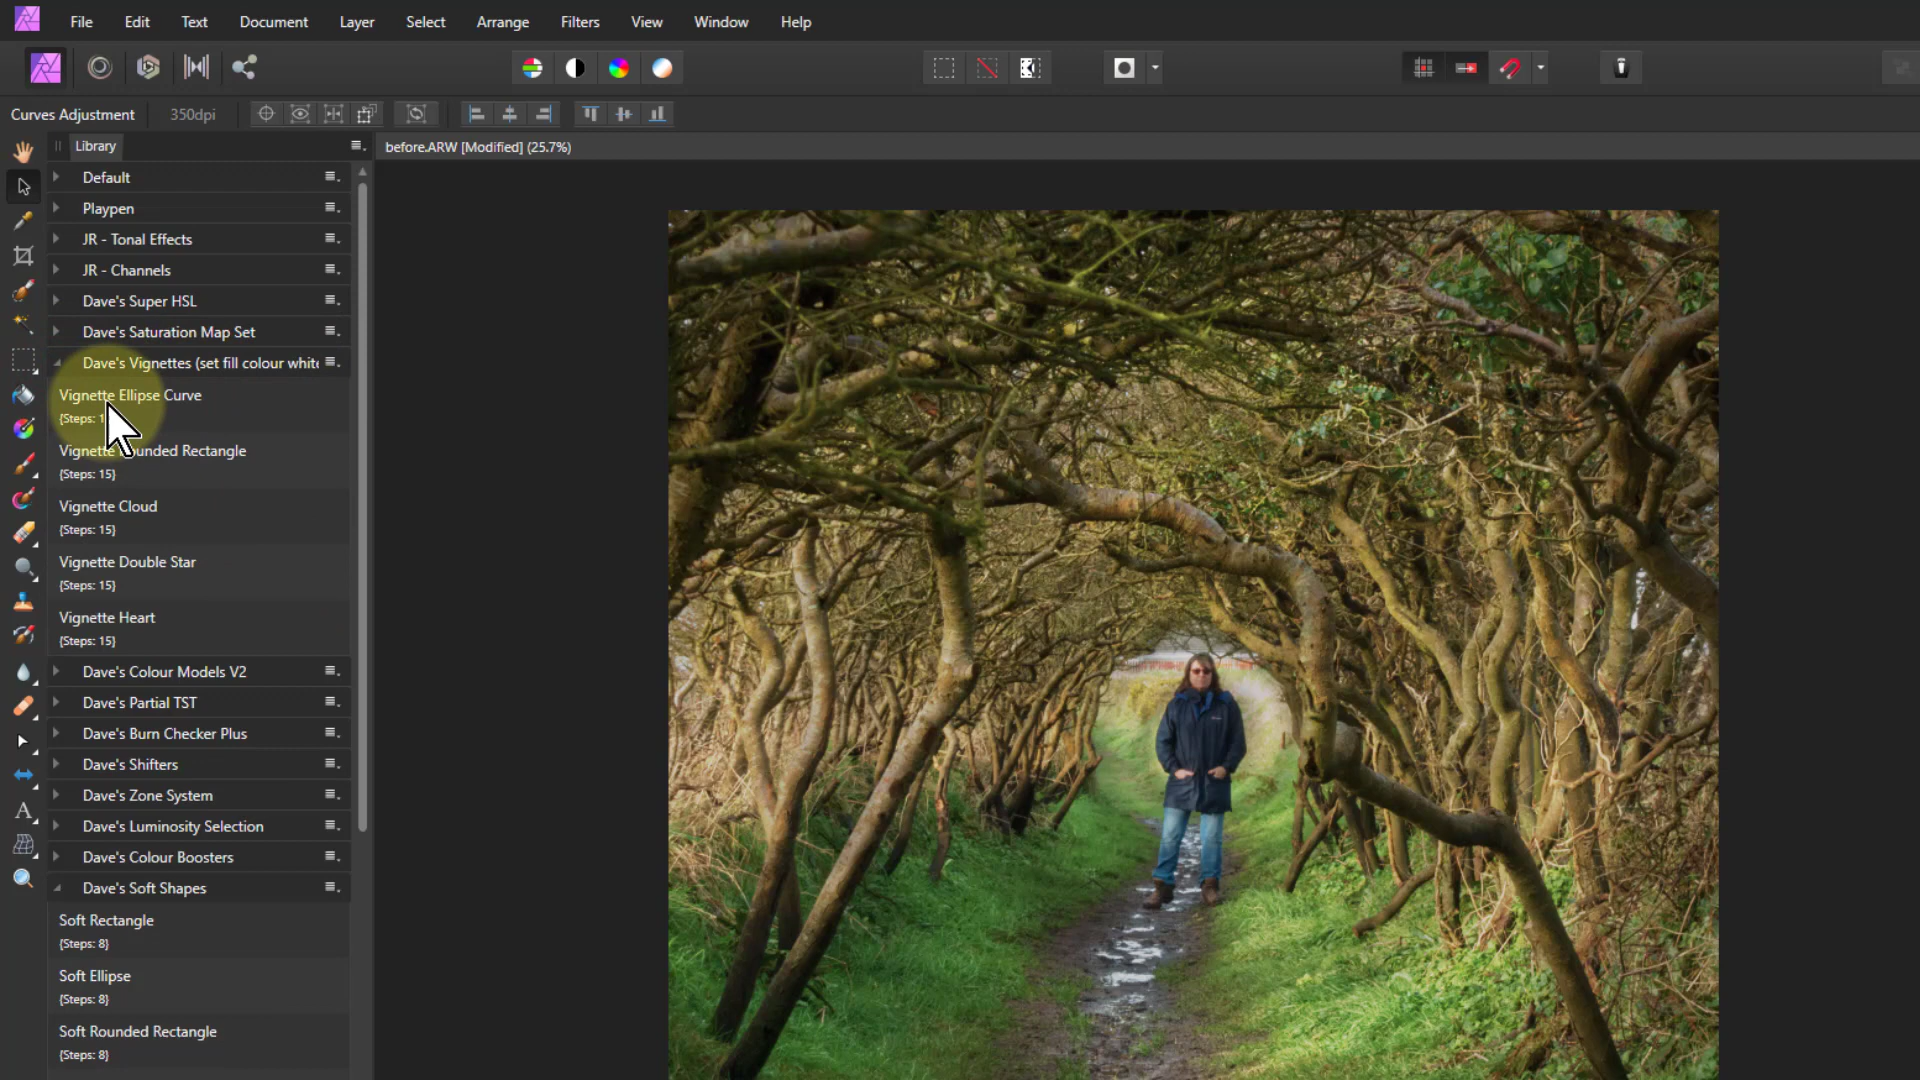 File Edit Text Document Layer Select Arrange Filters View Window Help
Curves Adjustment 350dpi
Library
before.ARW [Modified] (25.7%)
Default
Playpen
JR - Tonal Effects
JR - Channels
Dave's Super HSL
Dave's Saturation Map Set
Dave's Vignettes (set fill colour white
Vignette Ellipse Curve
{Steps:
Vignette Rounded Rectangle
{Steps: 15}
Vignette Cloud
{Steps: 15}
Vignette Double Star
{Steps: 15}
Vignette Heart
{Steps: 15}
Dave's Colour Models V2
Dave's Partial TST
Dave's Burn Checker Plus
Dave's Shifters
Dave's Zone System
Dave's Luminosity Selection
Dave's Colour Boosters
Dave's Soft Shapes
Soft Rectangle
{Steps: 8}
Soft Ellipse
{Steps: 8}
Soft Rounded Rectangle
{Steps: 8}